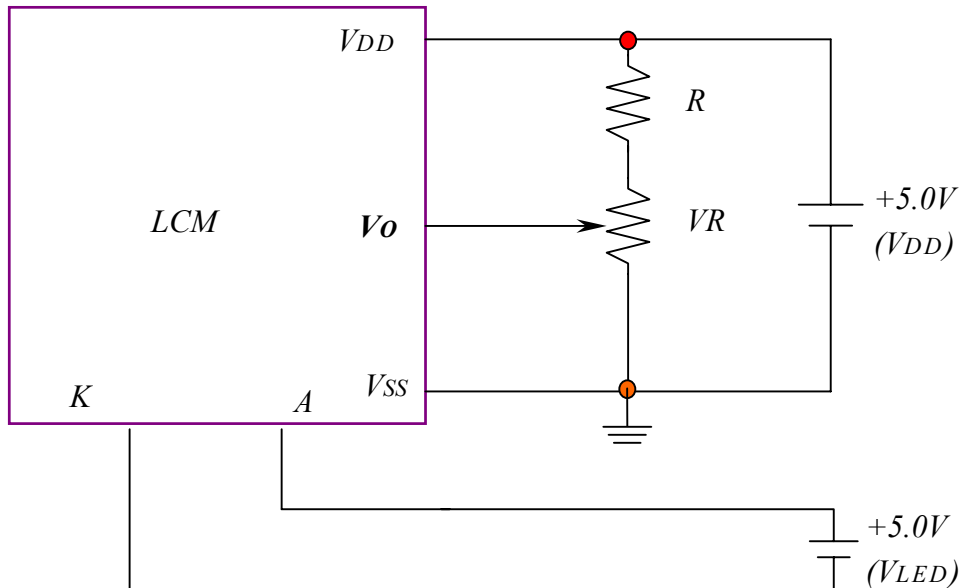 VDD
R
LCM
Vo
VR
+5.0V
(VDD)
K
A
VSS
+5.0V
(VLED)